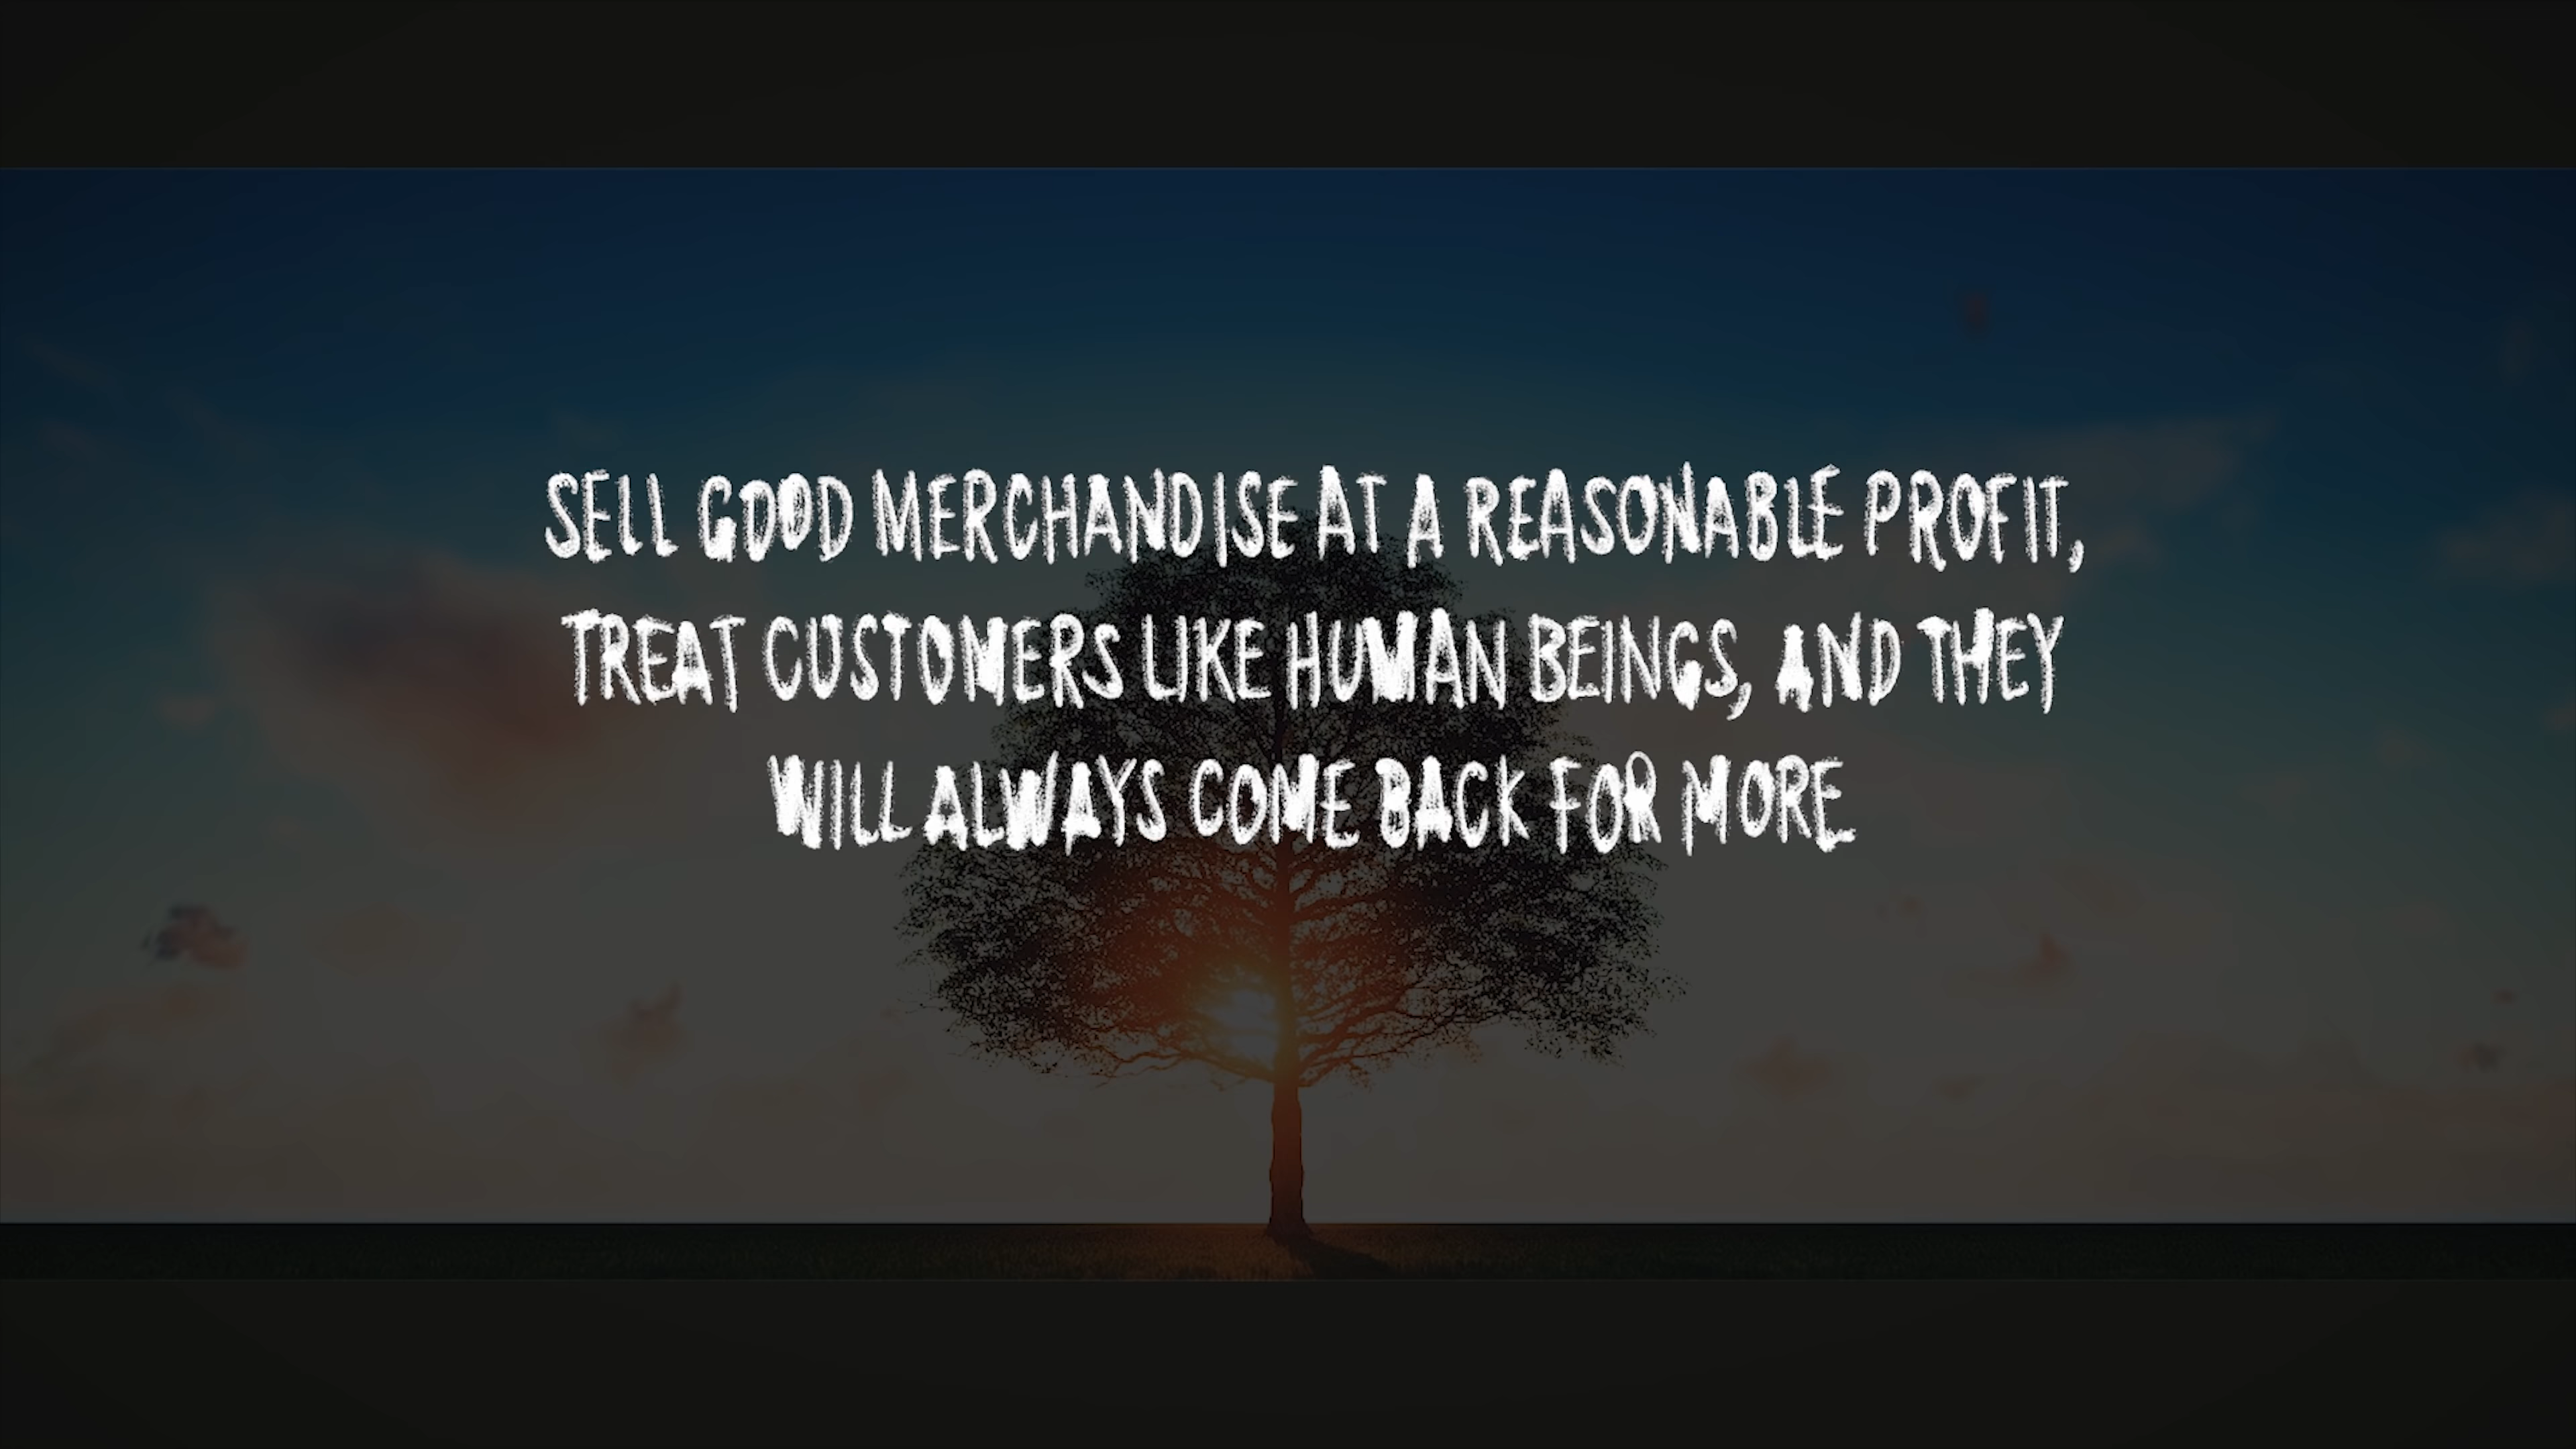 SELL GOOD MERCHANDISE AT A REASONABLE PROFIT,
TREAT CUSTOMERS LIKE HUMAN BEINGS, AND THEY
WILL ALWAYS COME BACK FOR MORE